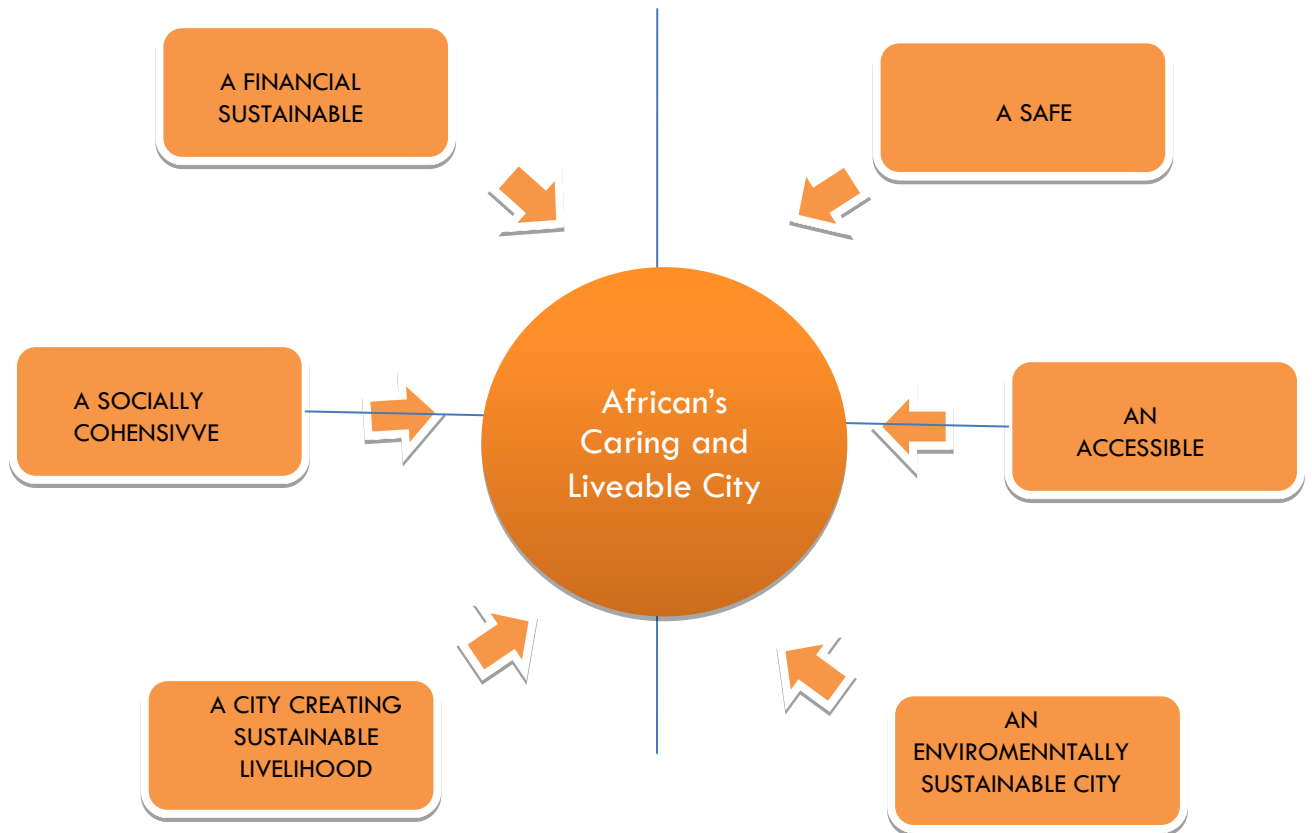 A FINANCIAL
SUSTAINABLE
A SAFE
A SOCIALLY
COHENSIVVE
African's
Caring and
Liveable City
AN
ACCESSIBLE
A CITY CREATING
SUSTAINABLE
LIVELIHOOD
AN
ENVIROMENNTALLY
SUSTAINABLE CITY